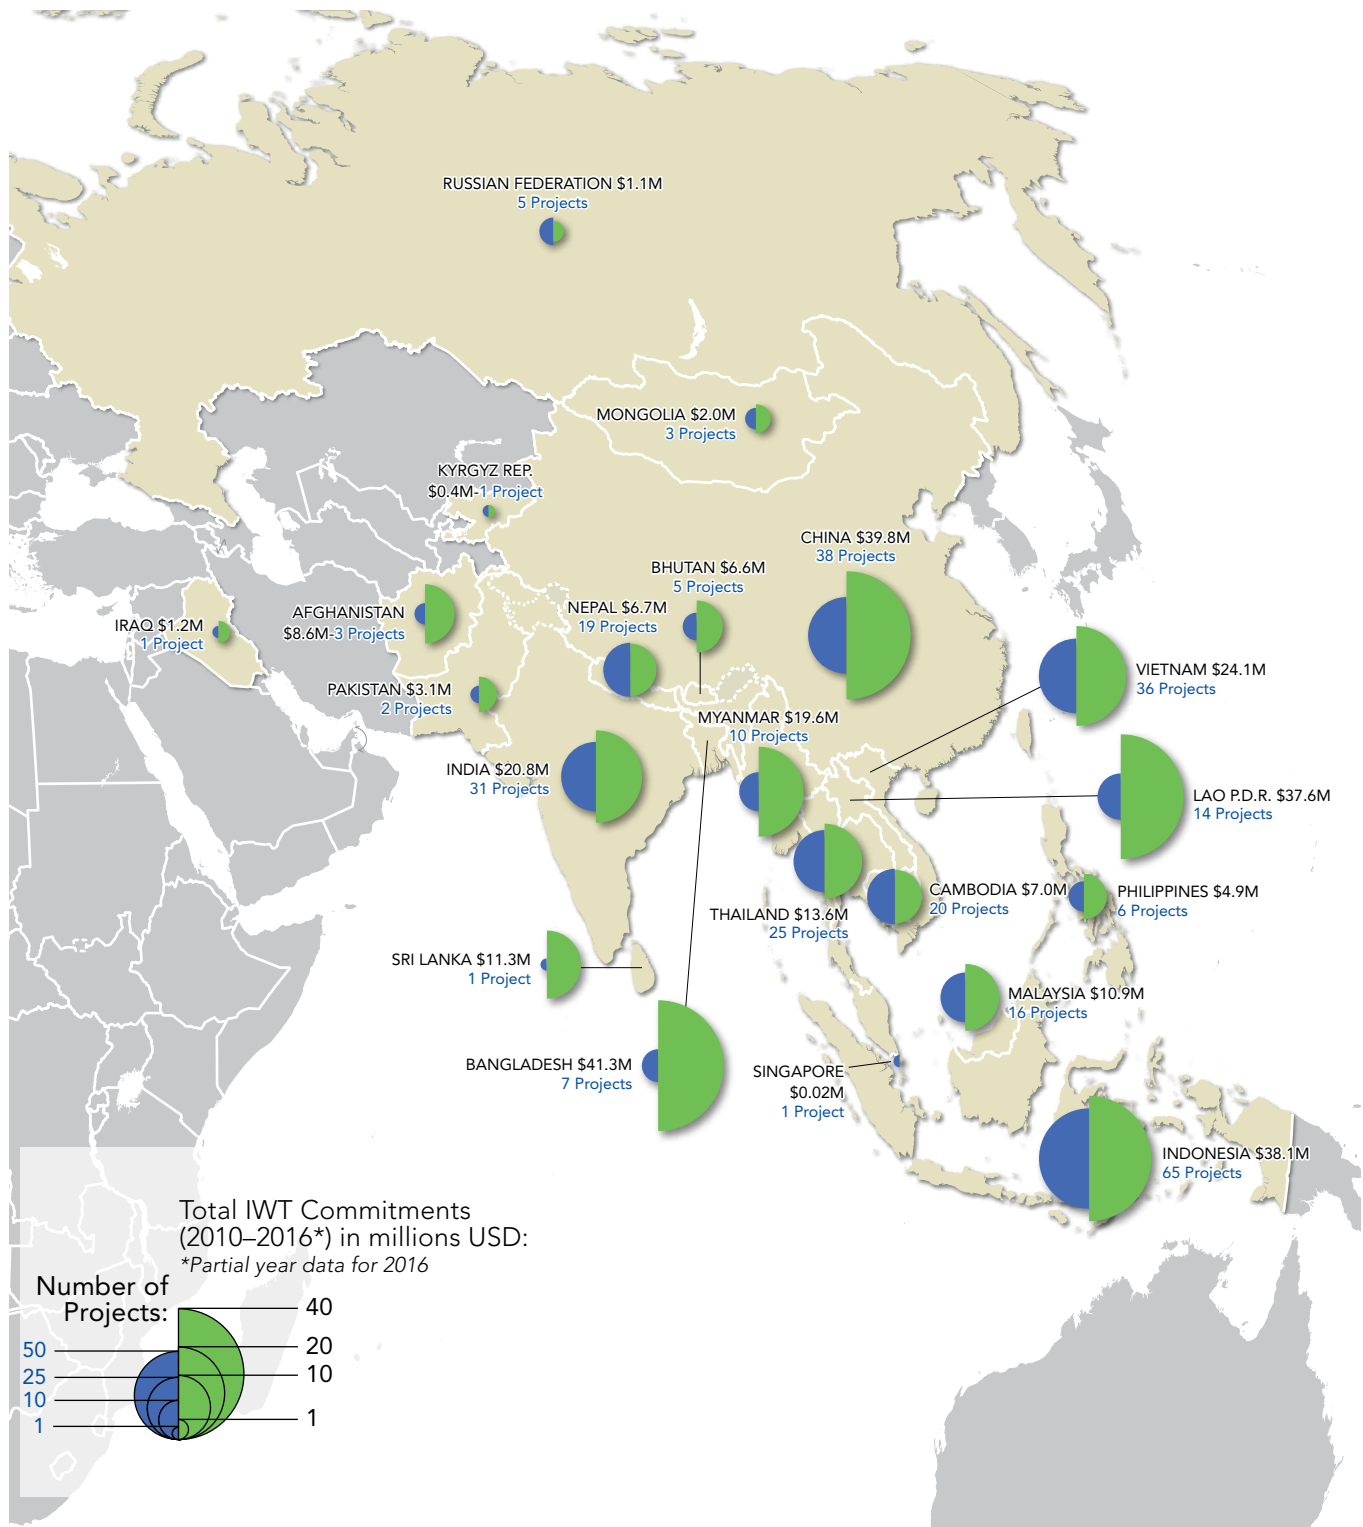 RUSSIAN FEDERATION $1.1M
5 Projects
MONGOLIA $2.0M
3 Projects
KYRGYZ REP.
$0.4M-1 Project
CHINA $39.8M
38 Projects
BHUTAN $6.6M
5 Projects
NEPAL $6.7M
19 Projects
AFGHANISTAN
$8.6M-3 Projects
IRAQ $1.2M
1 Project
PAKISTAN $3.1M
2 Projects
VIETNAM $24.1M
36 Projects
MYANMAR $19.6M
10 Projects
INDIA $20.8M
31 Projects
LAO P.D.R. $37.6M
14 Projects
CAMBODIA $7.0M
20 Projects
PHILIPPINES $4.9M
6 Projects
THAILAND $13.6M
25 Projects
SRI LANKA $11.3M
1 Project
MALAYSIA $10.9M
16 Projects
BANGLADESH $41.3M
7 Projects
SINGAPORE
$0.02M
1 Project
INDONESIA $38.1M
65 Projects
Total IWT Commitments
(2010–2016*) in millions USD:
*Partial year data for 2016
Number of
Projects:
40
20
10
1
50
25
10
1